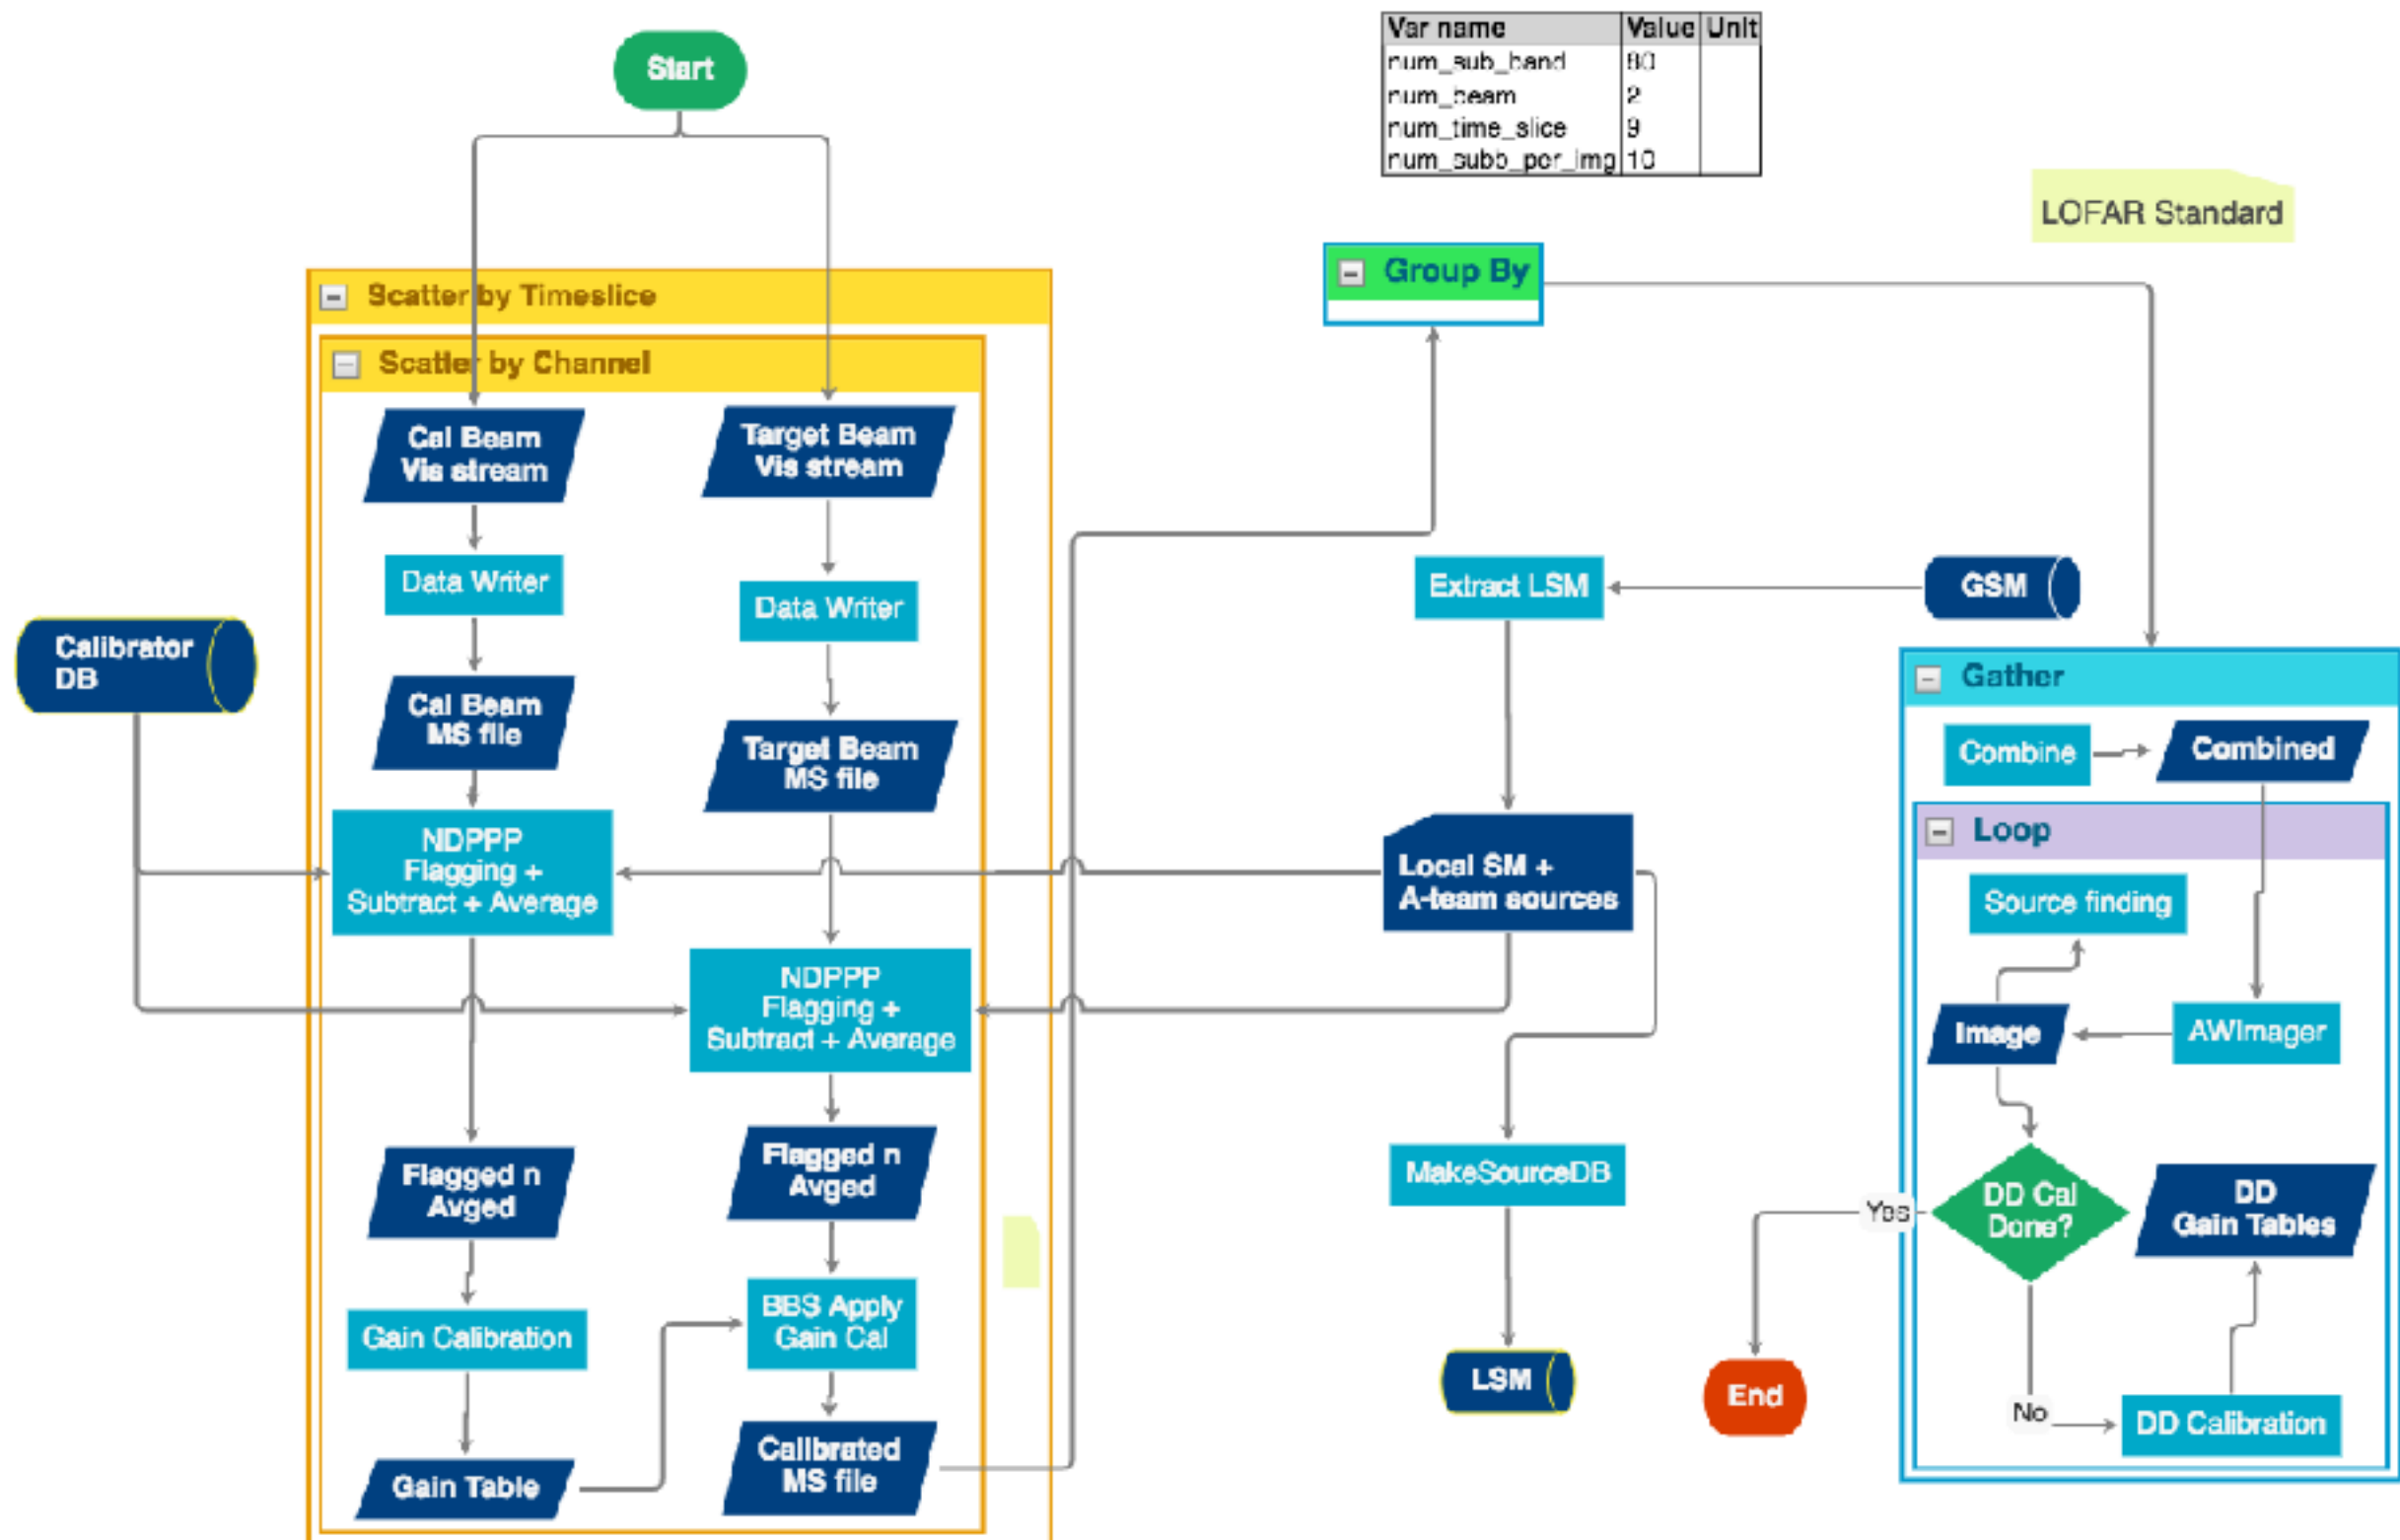 Var name Value Unit
num_sub_band 80
num_beam 2
num_time_slice 9
num_subb_per_img 10
Start
LOFAR Standard
Scatter by Timeslice
Scatter by Channel
Group By
Cal Beam
Vis stream
Target Beam
Vis stream
Data Writer
Data Writer
Calibrator
DB
Cal Beam
MS file
Target Beam
MS file
NDPPP
Flagging +
Subtract + Average
NDPPP
Flagging +
Subtract + Average
Flagged n
Avged
Flagged n
Avged
Gain Calibration
BBS Apply
Gain Cal
Gain Table
Calibrated
MS file
Extract LSM
GSM
Local SM +
A-team sources
MakeSourceDB
LSM
Gather
Combine
Combined
Loop
Source finding
Image
AWImager
DD Cal
Done?
DD
Gain Tables
Yes
No
DD Calibration
End